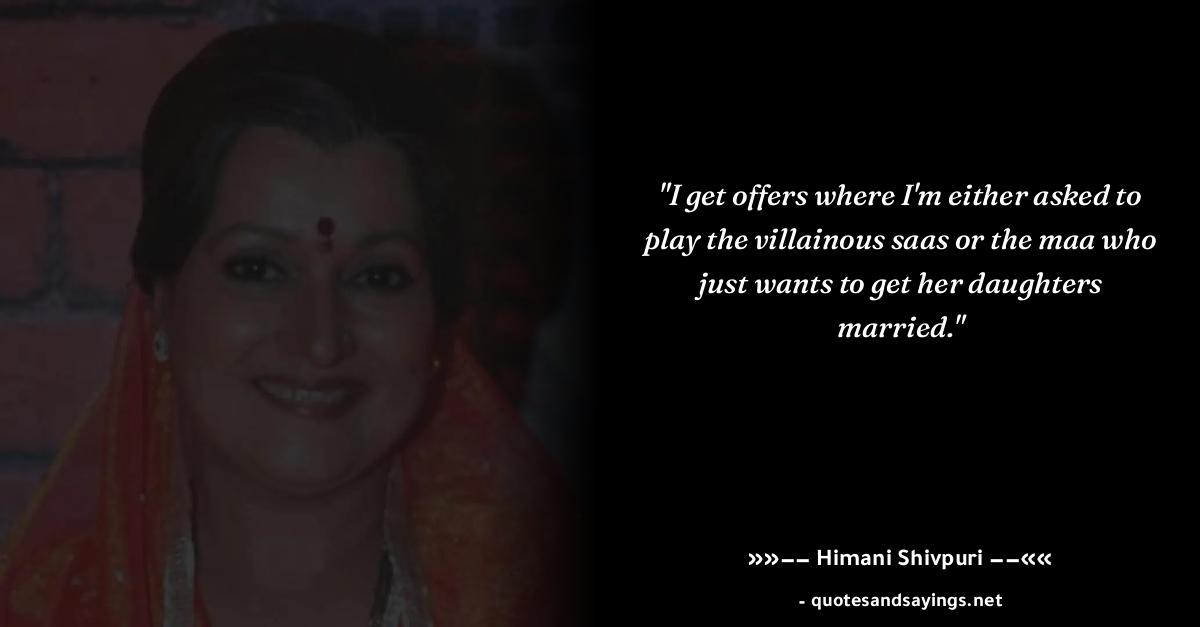 "I get offers where I'm either asked to
play the villainous saas or the maa who
just wants to get her daughters
married."
»»−− Himani Shivpuri −−««
- quotesandsayings.net